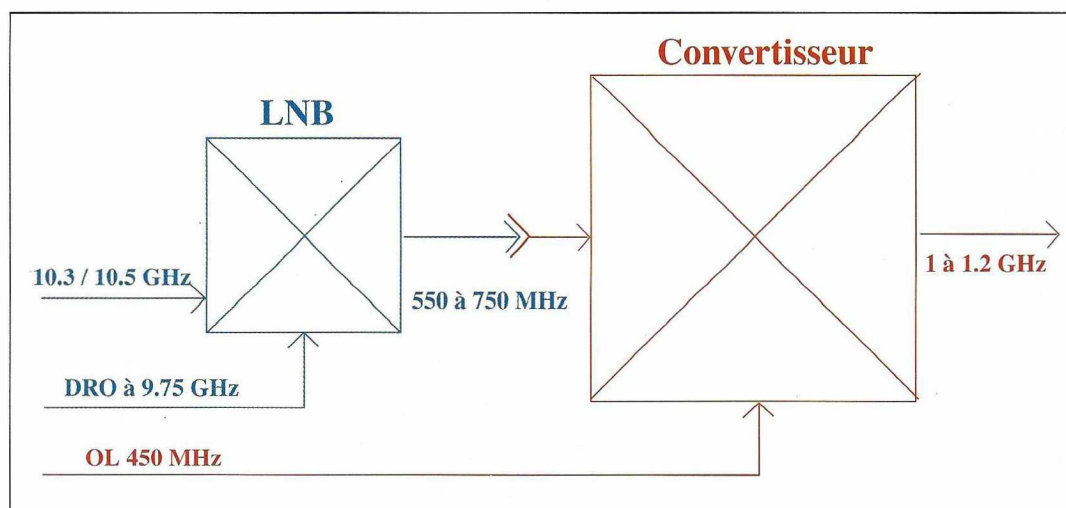 Convertisseur
LNB
10.3 / 10.5 GHz
550 à 750 MHz
1 à 1.2 GHz
DRO à 9.75 GHz
OL 450 MHz